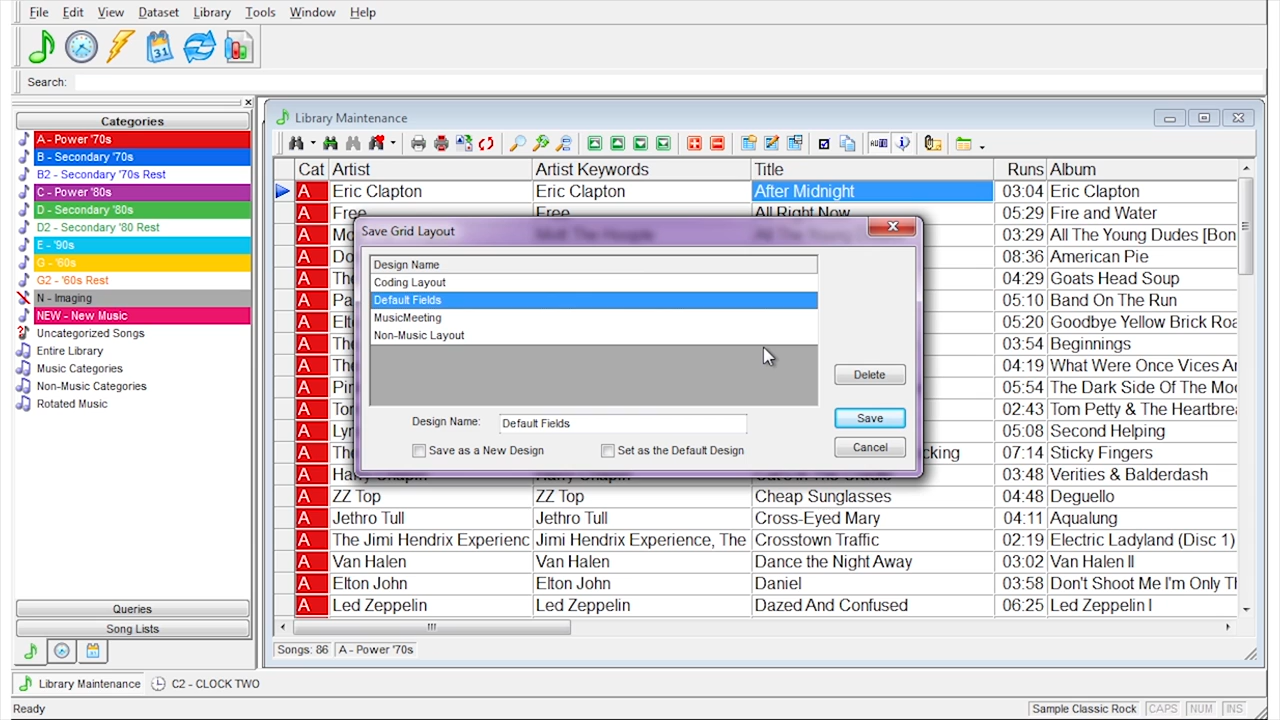 File Edit View Dataset Library Tools Window Help
31
Search:
Categories
A - Power '70s
B - Secondary '70s
B2 - Secondary '70s Rest
C - Power '80s
D - Secondary '80s
D2 - Secondary '80 Rest
E - '90s
G - '60s
G2 - '60s Rest
N - Imaging
NEW - New Music
Uncategorized Songs
Entire Library
Music Categories
Non-Music Categories
Rotated Music
Queries
Song Lists
Library Maintenance
Cat Artist Artist Keywords Title Runs Album
A Eric Clapton Eric Clapton After Midnight 03:04 Eric Clapton
A Free Free All Right Now 05:29 Fire and Water
A Mott The Hoople 03:29 All The Young Dudes [Bon
A 08:36 American Pie
A 04:29 Goats Head Soup
A 05:10 Band On The Run
A 05:20 Goodbye Yellow Brick Roa
A 03:54 Beginnings
A 04:19 What Were Once Vices Ar
A 05:54 The Dark Side Of The Moo
A 02:43 Tom Petty & The Heartbrea
A 05:08 Second Helping
A 07:14 Sticky Fingers
A Harry Chapin 03:48 Verities & Balderdash
A ZZ Top ZZ Top Cheap Sunglasses 04:48 Deguello
A Jethro Tull Jethro Tull Cross-Eyed Mary 04:11 Aqualung
A The Jimi Hendrix Experienc The Jimi Hendrix Experience, The Crosstown Traffic 02:19 Electric Ladyland (Disc 1)
A Van Halen Van Halen Dance the Night Away 03:02 Van Halen II
A Elton John Elton John Daniel 03:58 Don't Shoot Me I'm Only Th
A Led Zeppelin Led Zeppelin Dazed And Confused 06:25 Led Zeppelin I
Save Grid Layout
Design Name
Coding Layout
Default Fields
MusicMeeting
Non-Music Layout
Delete
Design Name: Default Fields
Save
Save as a New Design Set as the Default Design
Cancel
Songs: 86 A - Power '70s
Library Maintenance C2 - CLOCK TWO
Ready Sample Classic Rock CAPS NUM INS